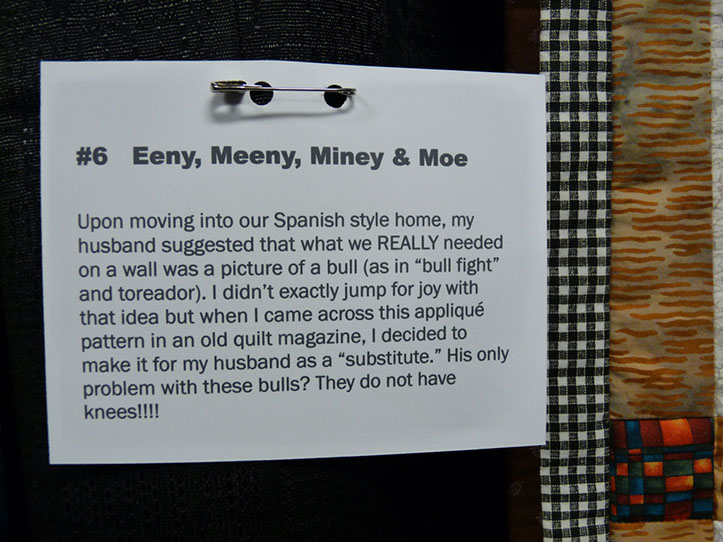 #6 Eeny, Meeny, Miney & Moe
Upon moving into our Spanish style home, my
husband suggested that what we REALLY needed
on a wall was a picture of a bull (as in “bull fight”
and toreador). I didn’t exactly jump for joy with
that idea but when I came across this appliqué
pattern in an old quilt magazine, I decided to
make it for my husband as a “substitute.” His only
problem with these bulls? They do not have
knees!!!!